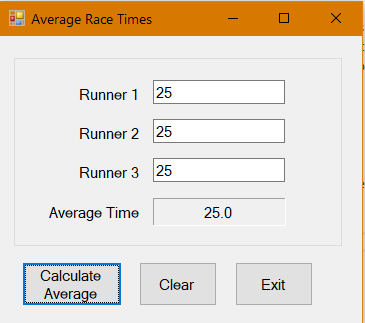 Average Race Times
Runner 1 25
Runner 2 25
Runner 3 25
Average Time 25.0
Calculate
Average
Clear
Exit